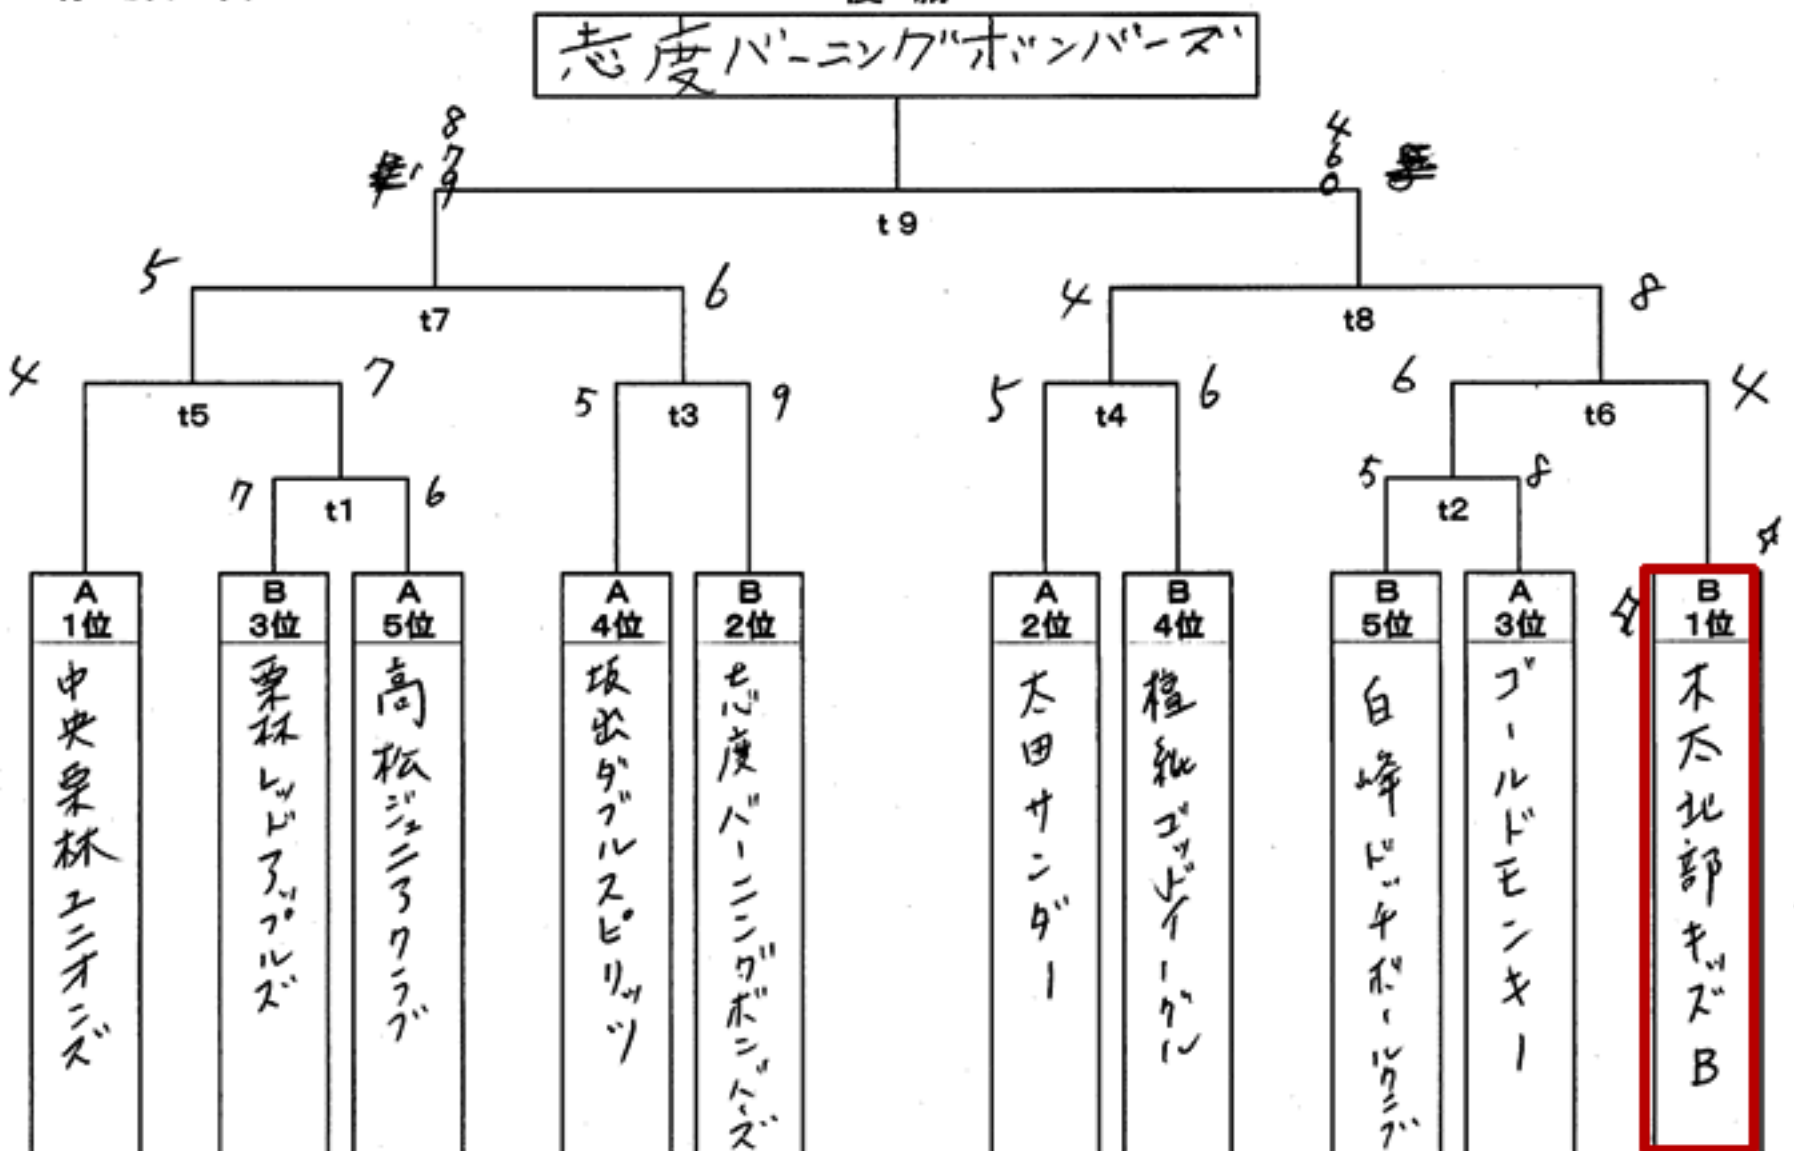 志度バーニングボンバーズ
8 4
7 6
9 0
t9
5 6 4 8
t7 t8
4 7 5 9 5 6 6 4
t5 t3 t4 t6
7 6 5 8
t1 t2
A B A A B A B B A B
1位 3位 5位 4位 2位 2位 4位 5位 3位 1位
中央栗林ユニオンズ
栗林レッドアップルズ
高松ジュニアクラブ
坂出ダブルスピリッツ
志度バーニングボンバーズ
太田サンダー
檀紙ゴッドイーグル
白峰ドッチボールクラブ
ゴールドモンキー
木太北部キッズB